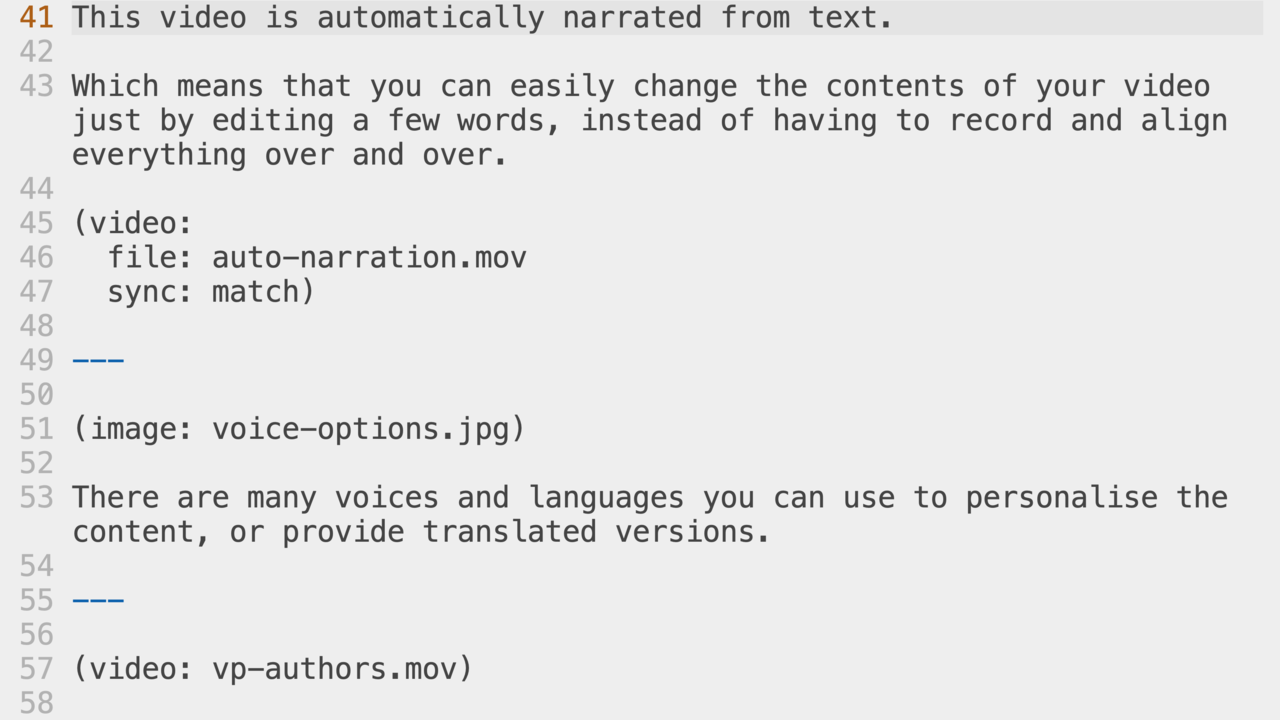 41 This video is automatically narrated from text.
42
43 Which means that you can easily change the contents of your video
just by editing a few words, instead of having to record and align
everything over and over.
44
45 (video:
46   file: auto-narration.mov
47   sync: match)
48
49 ---
50
51 (image: voice-options.jpg)
52
53 There are many voices and languages you can use to personalise the
content, or provide translated versions.
54
55 ---
56
57 (video: vp-authors.mov)
58